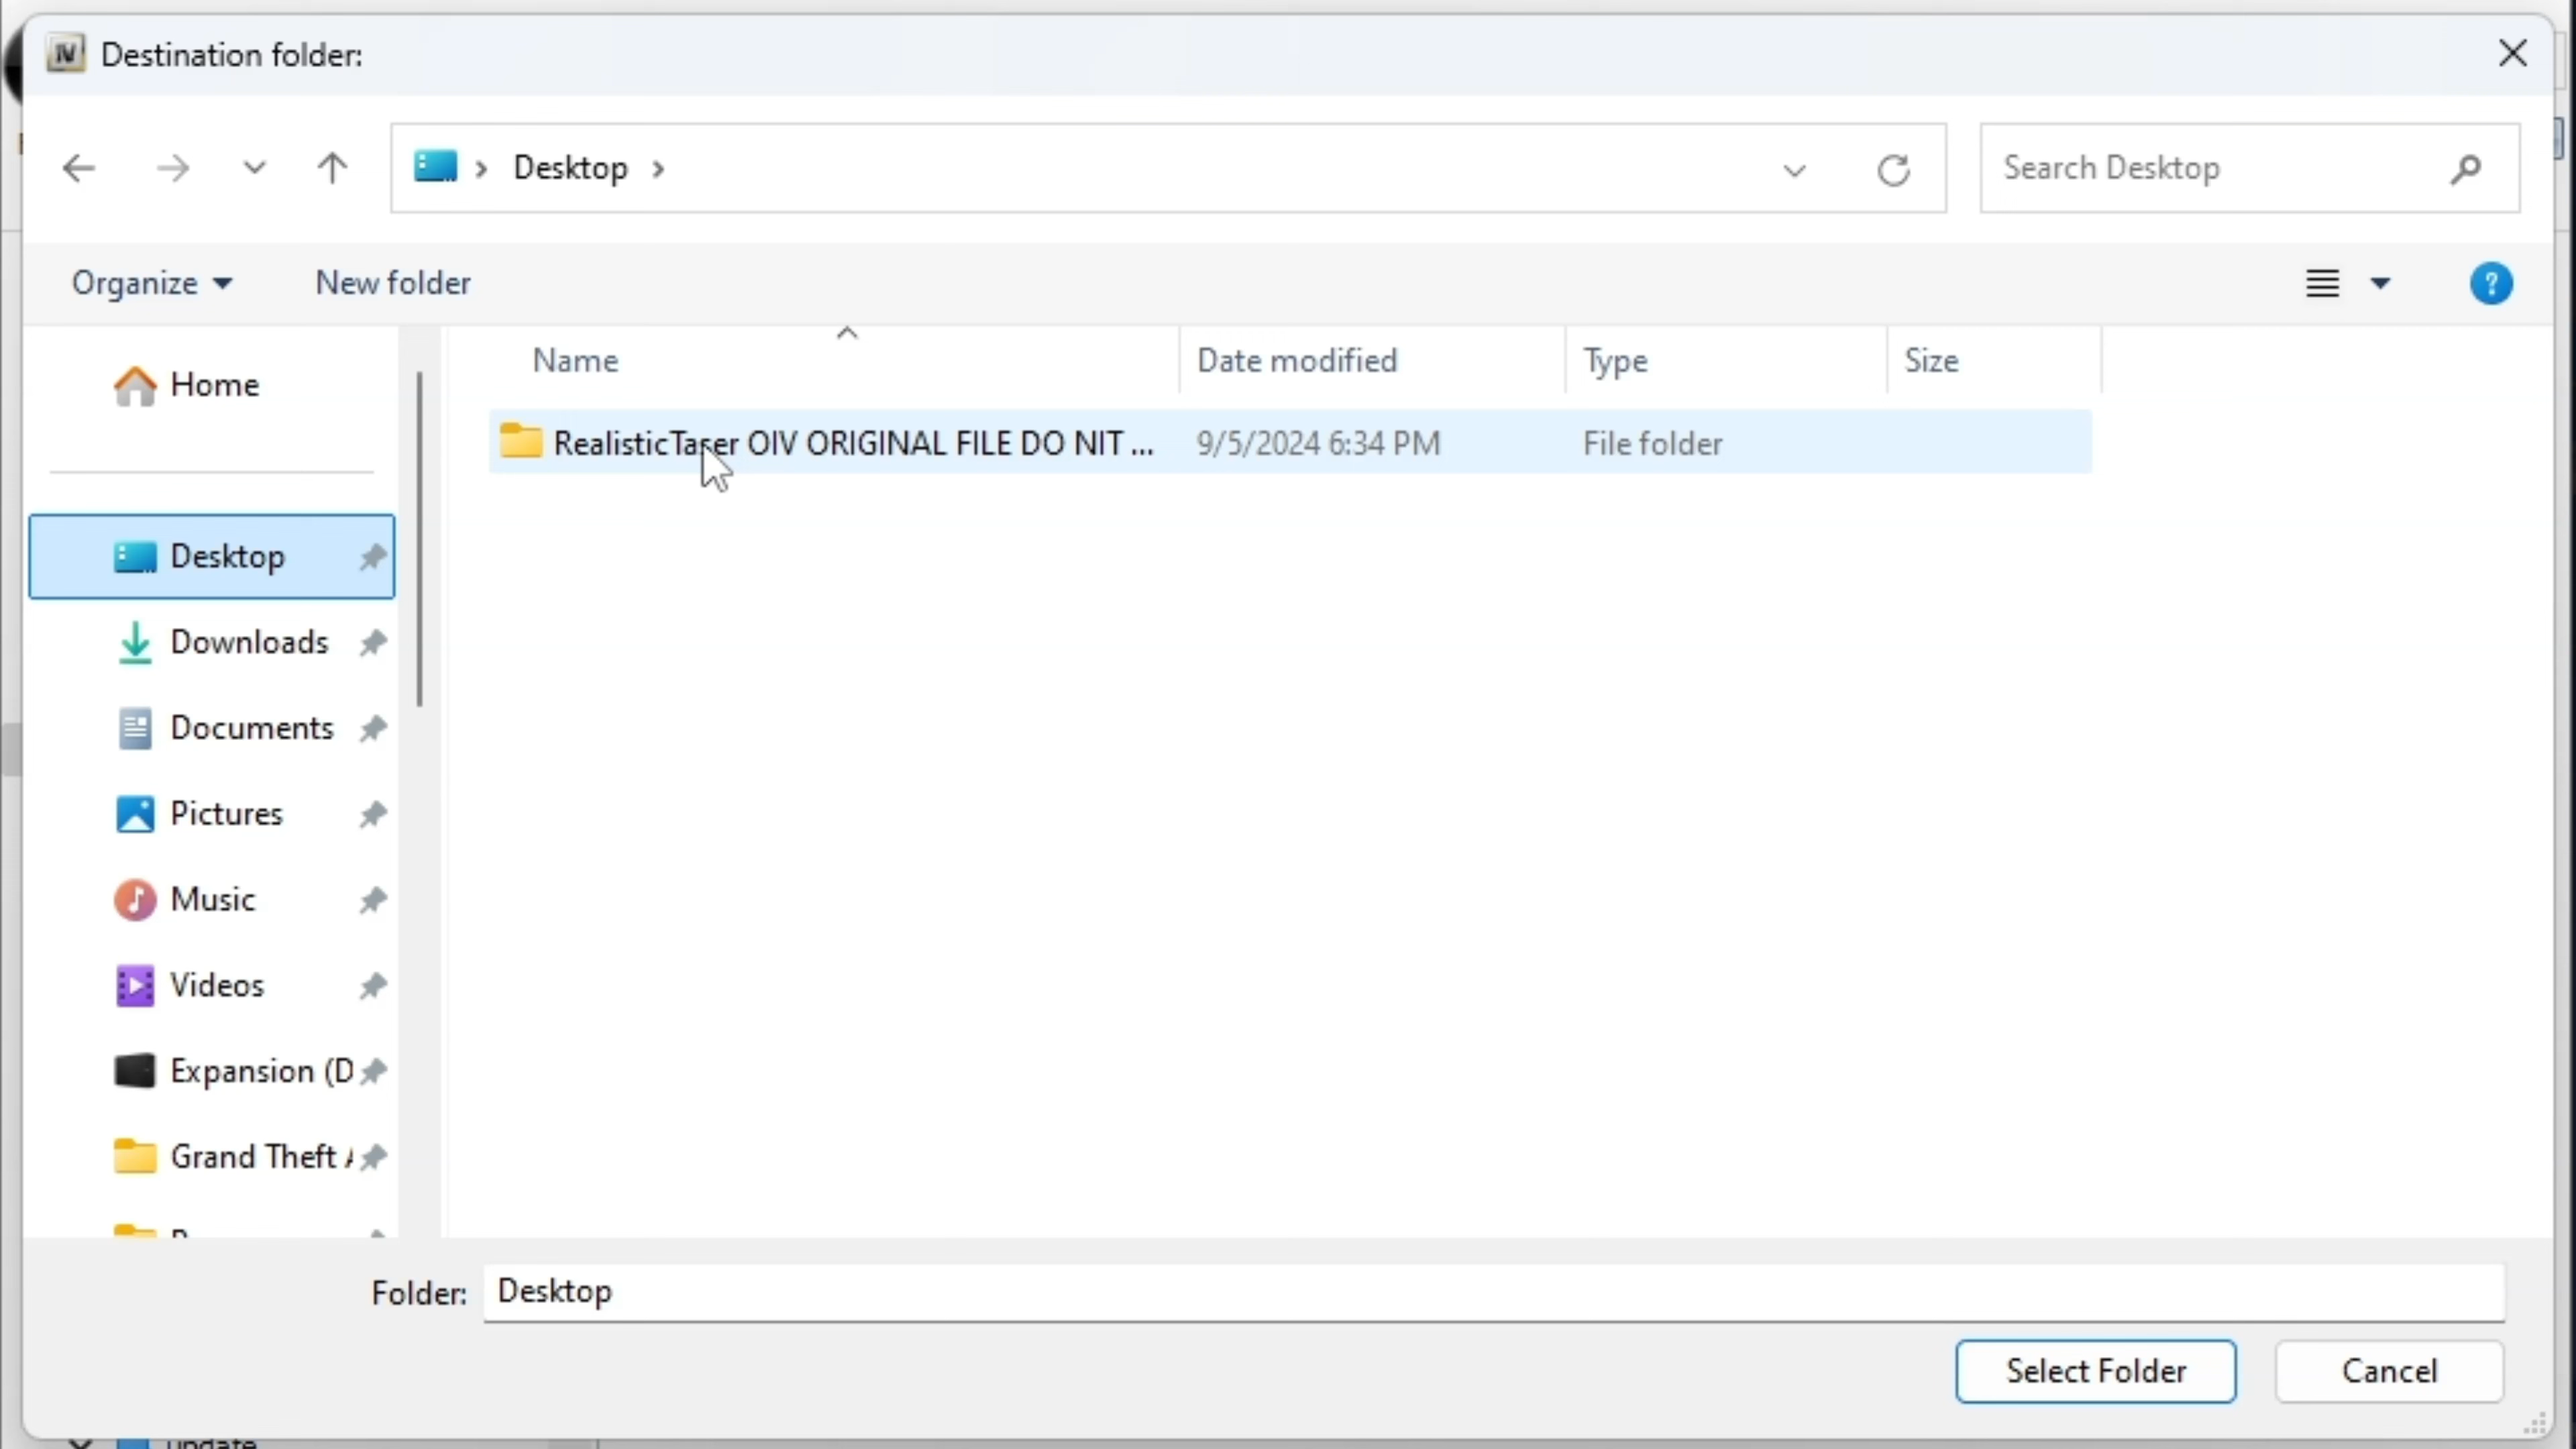 IV Destination folder:
Desktop
Search Desktop
Organize
New folder
?
Name
Date modified
Type
Size
Home
RealisticTaser OIV ORIGINAL FILE DO NIT ...
9/5/2024 6:34 PM
File folder
Desktop
Downloads
Documents
Pictures
Music
Videos
Expansion (D
Grand Theft A
Folder: Desktop
Select Folder
Cancel
update